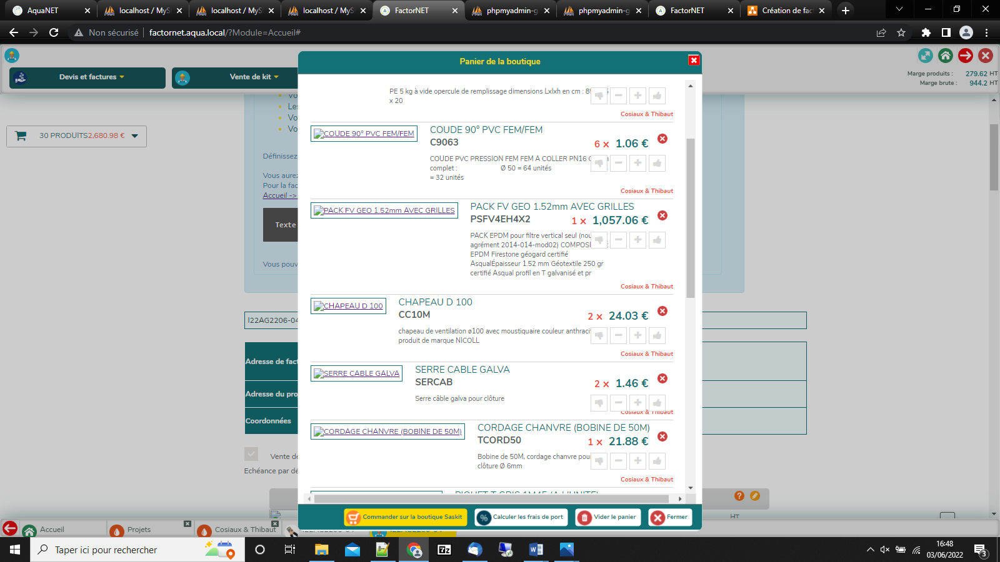 AquaNET
localhost / MyS
localhost / MyS
localhost / MyS
FactorNET
phpmyadmin-g
phpmyadmin-g
FactorNET
Création de fac
Non sécurisé
factornet.aqua.local/?Module=Accueil#
Devis et factures
Vente de kit
Marge produits : 279.62 HT
Marge brute : 944.2 HT
30 PRODUITS 2,680.98 €
Vo
Les
Vo
Vo
Définissez
Vous aurez
Pour la fac
Accueil ->
Texte
Vous pouv
I22AG2206-04
Adresse de fact
Adresse du pro
Coordonnées
Vente de
Echéance par dé
HT
Panier de la boutique
PE 5 kg à vide opercule de remplissage dimensions Lxlxh en cm :
x 20
Cosiaux & Thibaut
COUDE 90° PVC FEM/FEM
COUDE 90° PVC FEM/FEM
C9063
6 x 1.06 €
COUDE PVC PRESSION FEM FEM A COLLER PN16
complet : Ø 50 = 64 unités
= 32 unités
Cosiaux & Thibaut
PACK FV GEO 1.52mm AVEC GRILLES
PACK FV GEO 1.52mm AVEC GRILLES
PSFV4EH4X2
1 x 1,057.06 €
PACK EPDM pour filtre vertical seul (nou
agrément 2014-014-mod02) COMPOSI
EPDM Firestone géogard certifié
AsqualÉpaisseur 1.52 mm Géotextile 250 gr
certifié Asqual profil en T galvanisé et pr
Cosiaux & Thibaut
CHAPEAU D 100
CHAPEAU D 100
CC10M
2 x 24.03 €
chapeau de ventilation ø100 avec moustiquaire couleur anthraci
produit de marque NICOLL
Cosiaux & Thibaut
SERRE CABLE GALVA
SERRE CABLE GALVA
SERCAB
2 x 1.46 €
Serre câble galva pour clôture
Cosiaux & Thibaut
CORDAGE CHANVRE (BOBINE DE 50M)
CORDAGE CHANVRE (BOBINE DE 50M)
TCORD50
1 x 21.88 €
Bobine de 50M, cordage chanvre pour
clôture Ø 6mm
Cosiaux & Thibaut
PIQUET T GRIS 1M45 (A L'UNITE)
Commander sur la boutique Saskit
Calculer les frais de port
Vider le panier
Fermer
Accueil
Projets
Cosiaux & Thibaut
I22AG2206-04
I22AG2206-04
Taper ici pour rechercher
16:48
03/06/2022
3